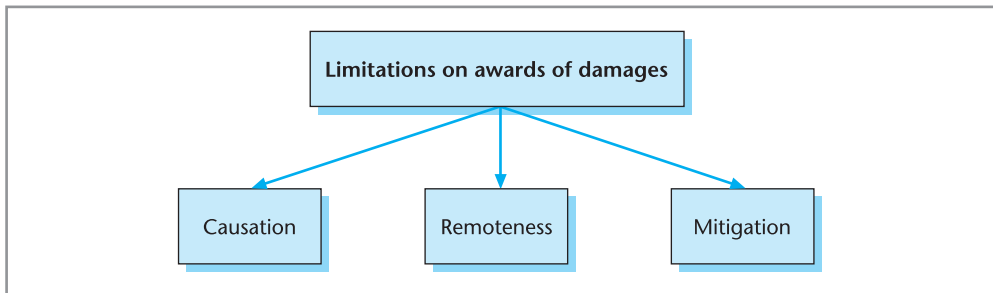 Limitations on awards of damages
Causation
Remoteness
Mitigation